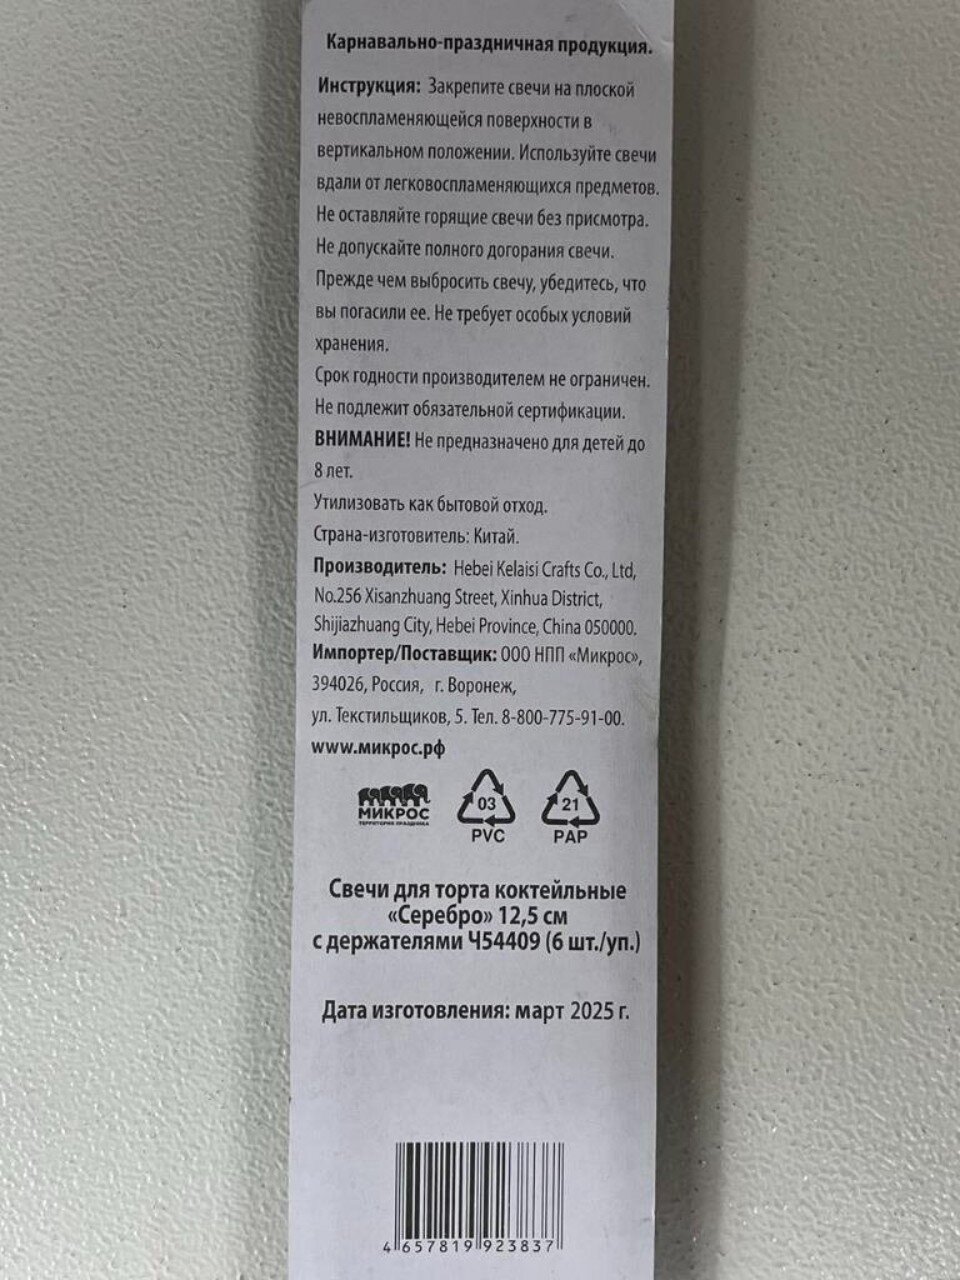 Карнавально-праздничная продукция.
Инструкция: Закрепите свечи на плоской
невоспламеняющейся поверхности в
вертикальном положении. Используйте свечи
вдали от легковоспламеняющихся предметов.
Не оставляйте горящие свечи без присмотра.
Не допускайте полного догорания свечи.
Прежде чем выбросить свечу, убедитесь, что
вы погасили ее. Не требует особых условий
хранения.
Срок годности производителем не ограничен.
Не подлежит обязательной сертификации.
ВНИМАНИЕ! Не предназначено для детей до
8 лет.
Утилизовать как бытовой отход.
Страна-изготовитель: Китай.
Производитель: Hebei Kelaisi Crafts Co., Ltd,
No.256 Xisanzhuang Street, Xinhua District,
Shijiazhuang City, Hebei Province, China 050000.
Импортер/Поставщик: ООО НПП «Микрос»,
394026, Россия, г. Воронеж,
ул. Текстильщиков, 5. Тел. 8-800-775-91-00.
www.микрос.рф
МИКРОС
ТЕРРИТОРИЯ ПРАЗДНИКА
03
PVC
21
PAP
Свечи для торта коктейльные
«Серебро» 12,5 см
с держателями Ч54409 (6 шт./уп.)
Дата изготовления: март 2025 г.
4 657819 923837